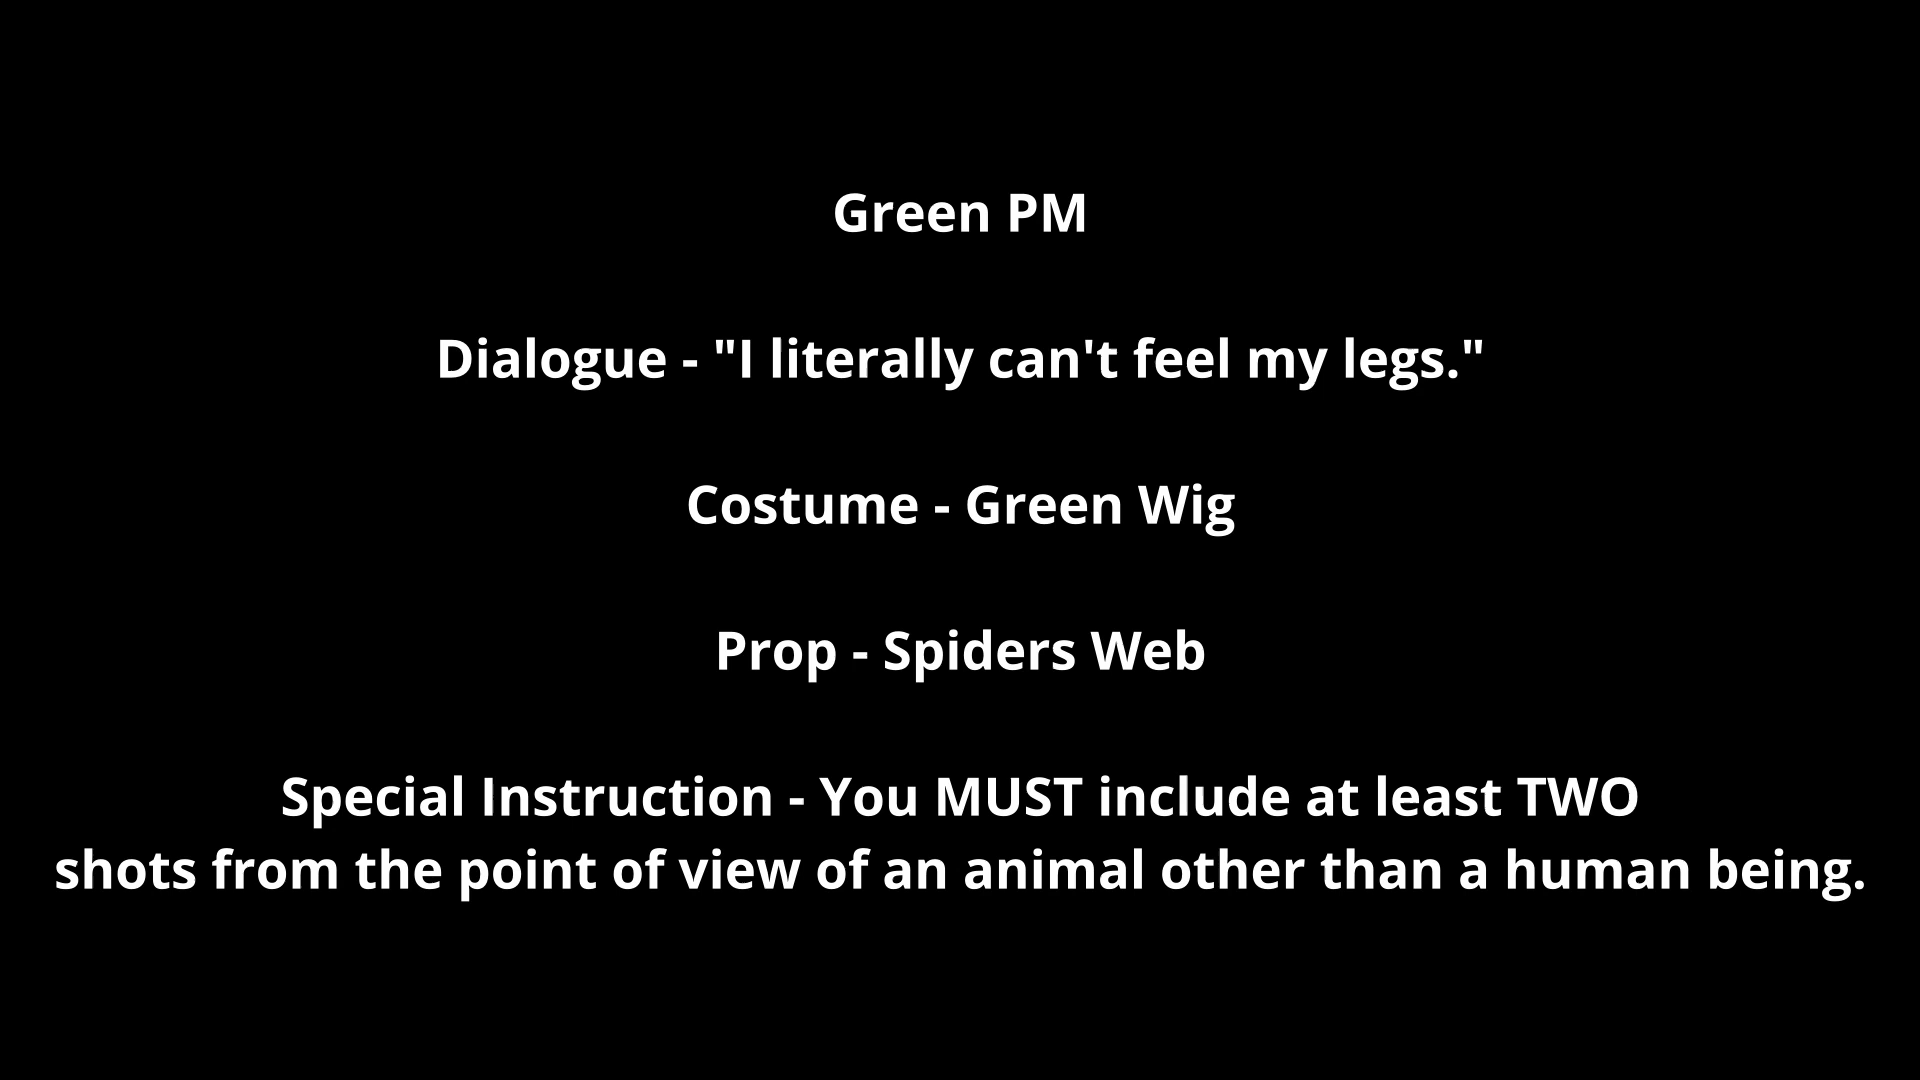 Green PM
Dialogue - "I literally can't feel my legs."
Costume - Green Wig
Prop - Spiders Web
Special Instruction - You MUST include at least TWO
shots from the point of view of an animal other than a human being.